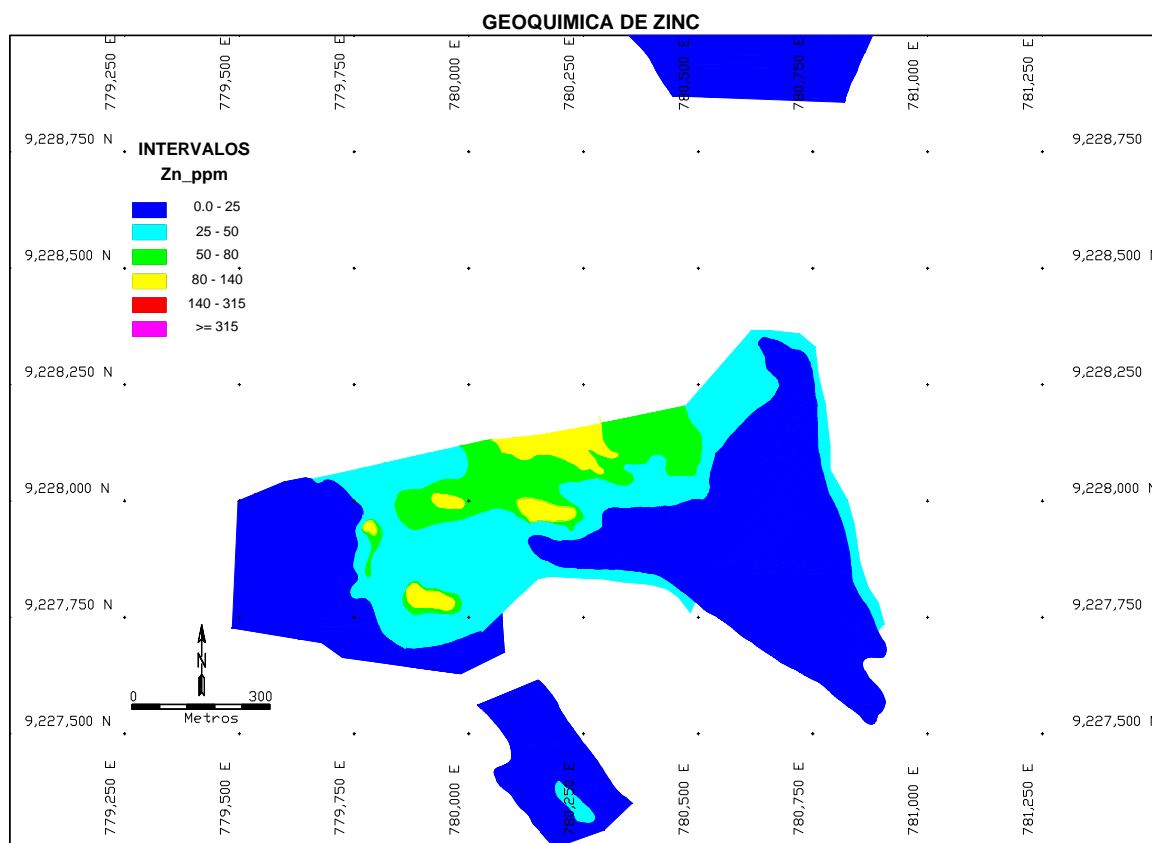 GEOQUIMICA DE ZINC
779,250 E
779,500 E
779,750 E
780,000 E
780,250 E
780,500 E
780,750 E
781,000 E
781,250 E
9,228,750 N
9,228,750
INTERVALOS
Zn_ppm
0.0 - 25
25 - 50
50 - 80
80 - 140
140 - 315
>= 315
9,228,500 N
9,228,500 N
9,228,250 N
9,228,250
9,228,000 N
9,228,000 N
9,227,750 N
9,227,750
N
0 300
Metros
9,227,500 N
9,227,500 N
779,250 E
779,500 E
779,750 E
780,000 E
780,250 E
780,500 E
780,750 E
781,000 E
781,250 E